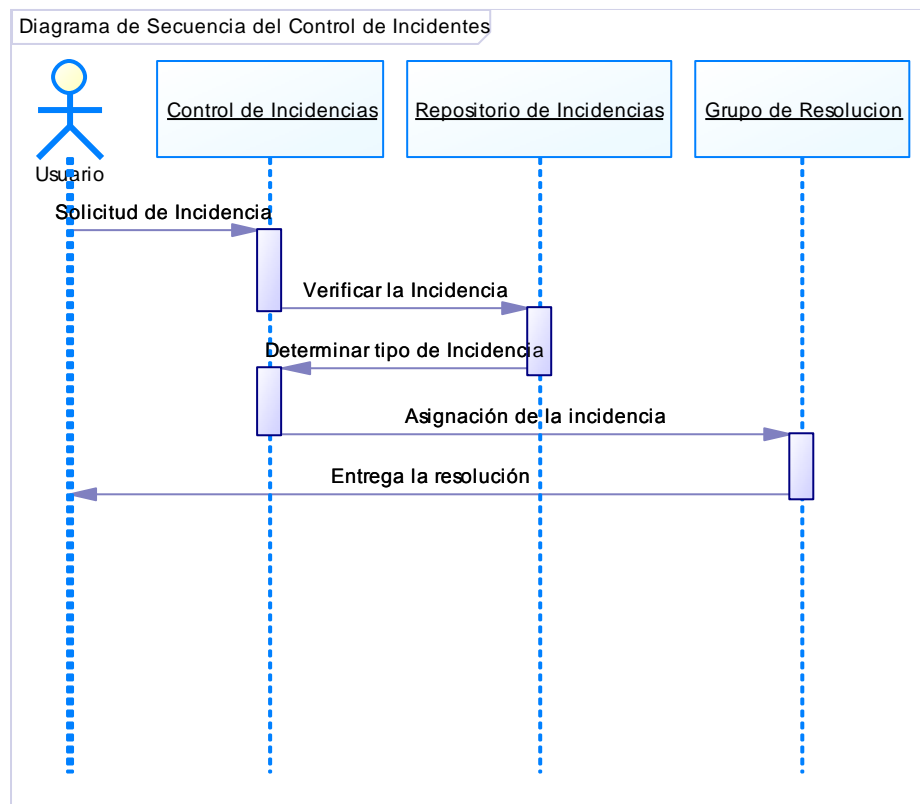 Diagrama de Secuencia del Control de Incidentes
Control de Incidencias
Repositorio de Incidencias
Grupo de Resolucion
Usuario
Solicitud de Incidencia
Verificar la Incidencia
Determinar tipo de Incidencia
Asignación de la incidencia
Entrega la resolución